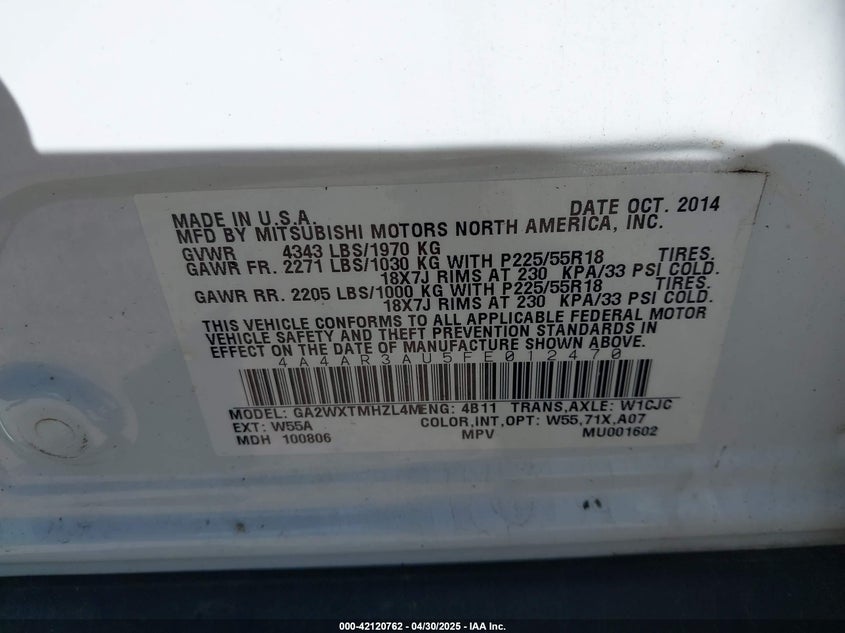 MADE IN U.S.A. DATE OCT. 2014
MFD BY MITSUBISHI MOTORS NORTH AMERICA, INC.
GVWR 4343 LBS/1970 KG
GAWR FR. 2271 LBS/1030 KG WITH P225/55R18 TIRES.
18X7J RIMS AT 230 KPA/33 PSI COLD.
GAWR RR. 2205 LBS/1000 KG WITH P225/55R18 TIRES.
18X7J RIMS AT 230 KPA/33 PSI COLD.
THIS VEHICLE CONFORMS TO ALL APPLICABLE FEDERAL MOTOR
VEHICLE SAFETY AND THEFT PREVENTION STANDARDS IN
EFFECT ON THE DATE OF MANUFACTURE SHOWN ABOVE.
4A4AR3AU5FE012470
MODEL: GA2WXTMHZL4M ENG: 4B11 TRANS,AXLE: W1CJC
EXT: W55A COLOR,INT,OPT: W55,71X,A07
MDH 100806 MPV MU001602
000-42120762 - 04/30/2025 - IAA Inc.